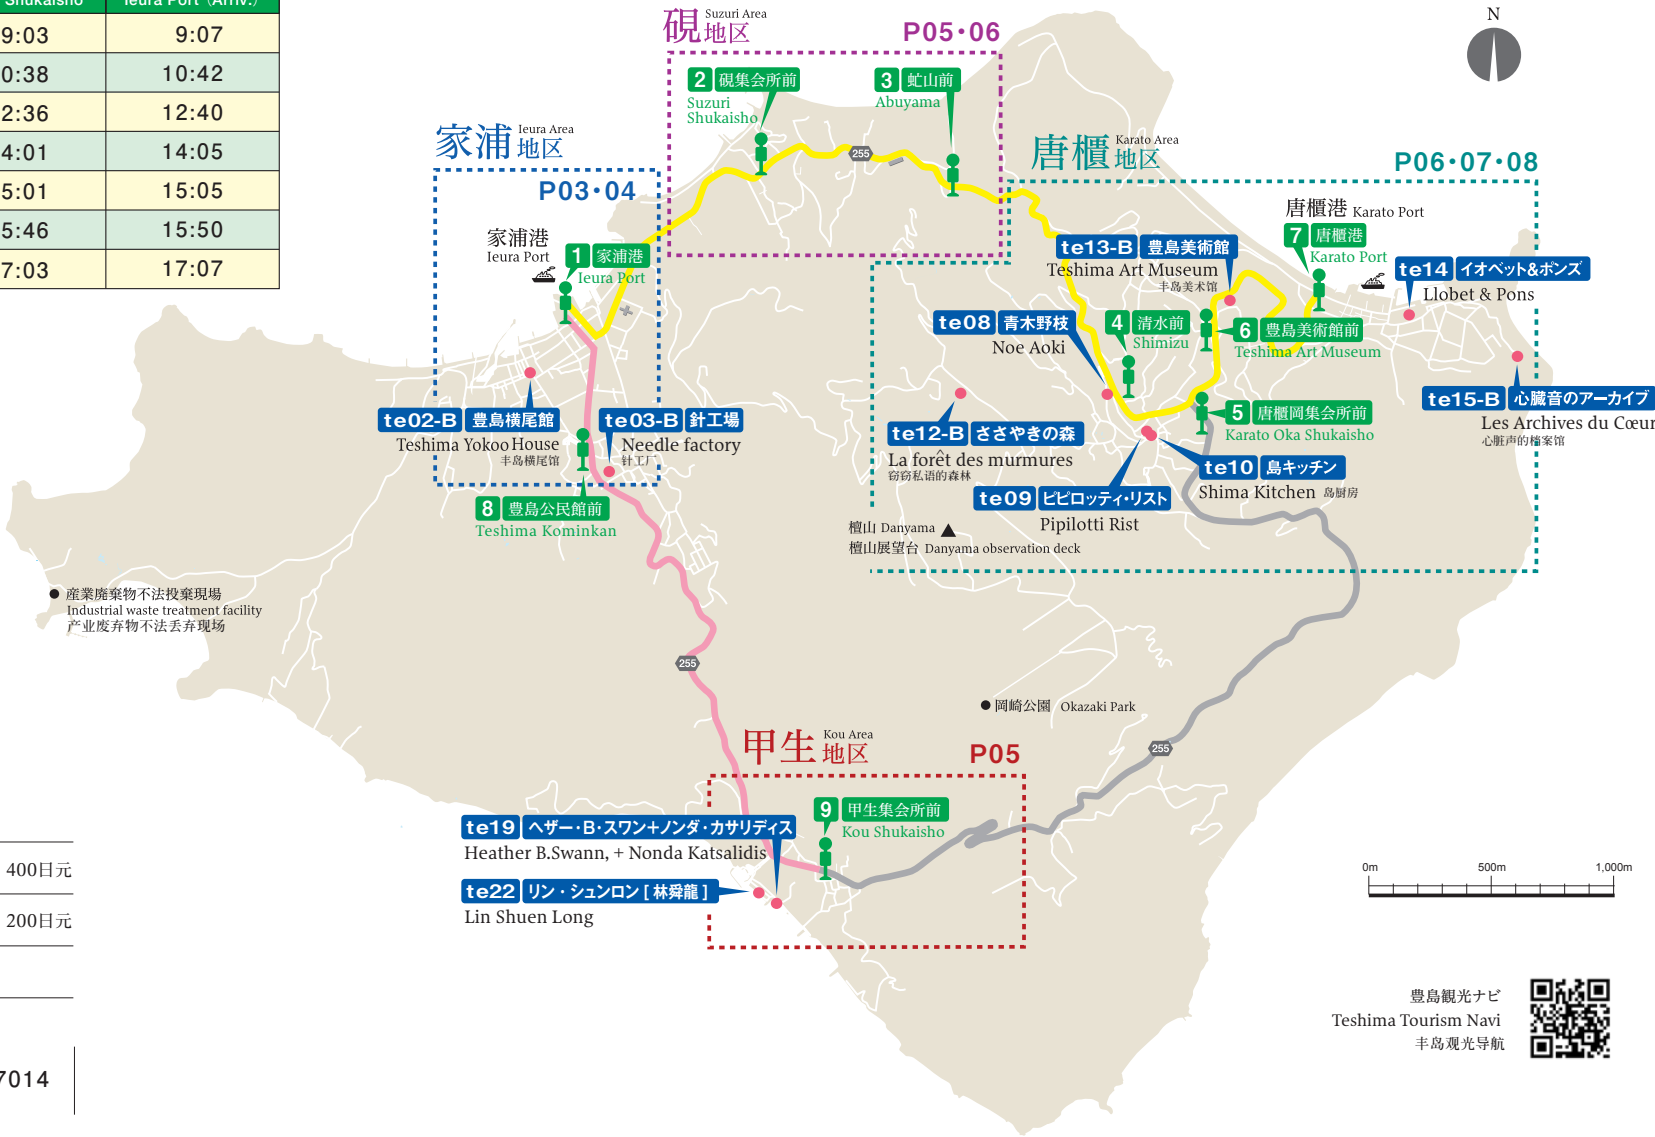 Shukaisho Ieura Port (Arriv.)
9:03 9:07
0:38 10:42
2:36 12:40
4:01 14:05
5:01 15:05
5:46 15:50
7:03 17:07
硯地区 Suzuri Area
P05・06
N
2 硯集会所前
Suzuri
Shukaisho
3 虻山前
Abuyama
255
家浦地区 Ieura Area
P03・04
唐櫃地区 Karato Area
P06・07・08
家浦港
Ieura Port
1 家浦港
Ieura Port
唐櫃港 Karato Port
7 唐櫃港
Karato Port
te13-B 豊島美術館
Teshima Art Museum
丰岛美术馆
te14 イオベット&ポンズ
Llobet & Pons
te08 青木野枝
Noe Aoki
4 清水前
Shimizu
6 豊島美術館前
Teshima Art Museum
te02-B 豊島横尾館
Teshima Yokoo House
丰岛横尾馆
te03-B 針工場
Needle factory
针工厂
te15-B 心臓音のアーカイブ
Les Archives du Cœur
心脏声的档案馆
5 唐櫃岡集会所前
Karato Oka Shukaisho
te12-B ささやきの森
La forêt des murmures
窃窃私语的森林
te10 島キッチン
Shima Kitchen 岛厨房
te09 ピピロッティ・リスト
Pipilotti Rist
8 豊島公民館前
Teshima Kominkan
檀山 Danyama
檀山展望台 Danyama observation deck
産業廃棄物不法投棄現場
Industrial waste treatment facility
产业废弃物不法丢弃现场
255
岡崎公園 Okazaki Park
255
甲生地区 Kou Area
P05
9 甲生集会所前
Kou Shukaisho
te19 ヘザー・B・スワン+ノンダ・カサリディス
Heather B.Swann, + Nonda Katsalidis
te22 リン・シュンロン [ 林舜龍 ]
Lin Shuen Long
400日元
200日元
7014
0m 500m 1,000m
豊島観光ナビ
Teshima Tourism Navi
丰岛观光导航